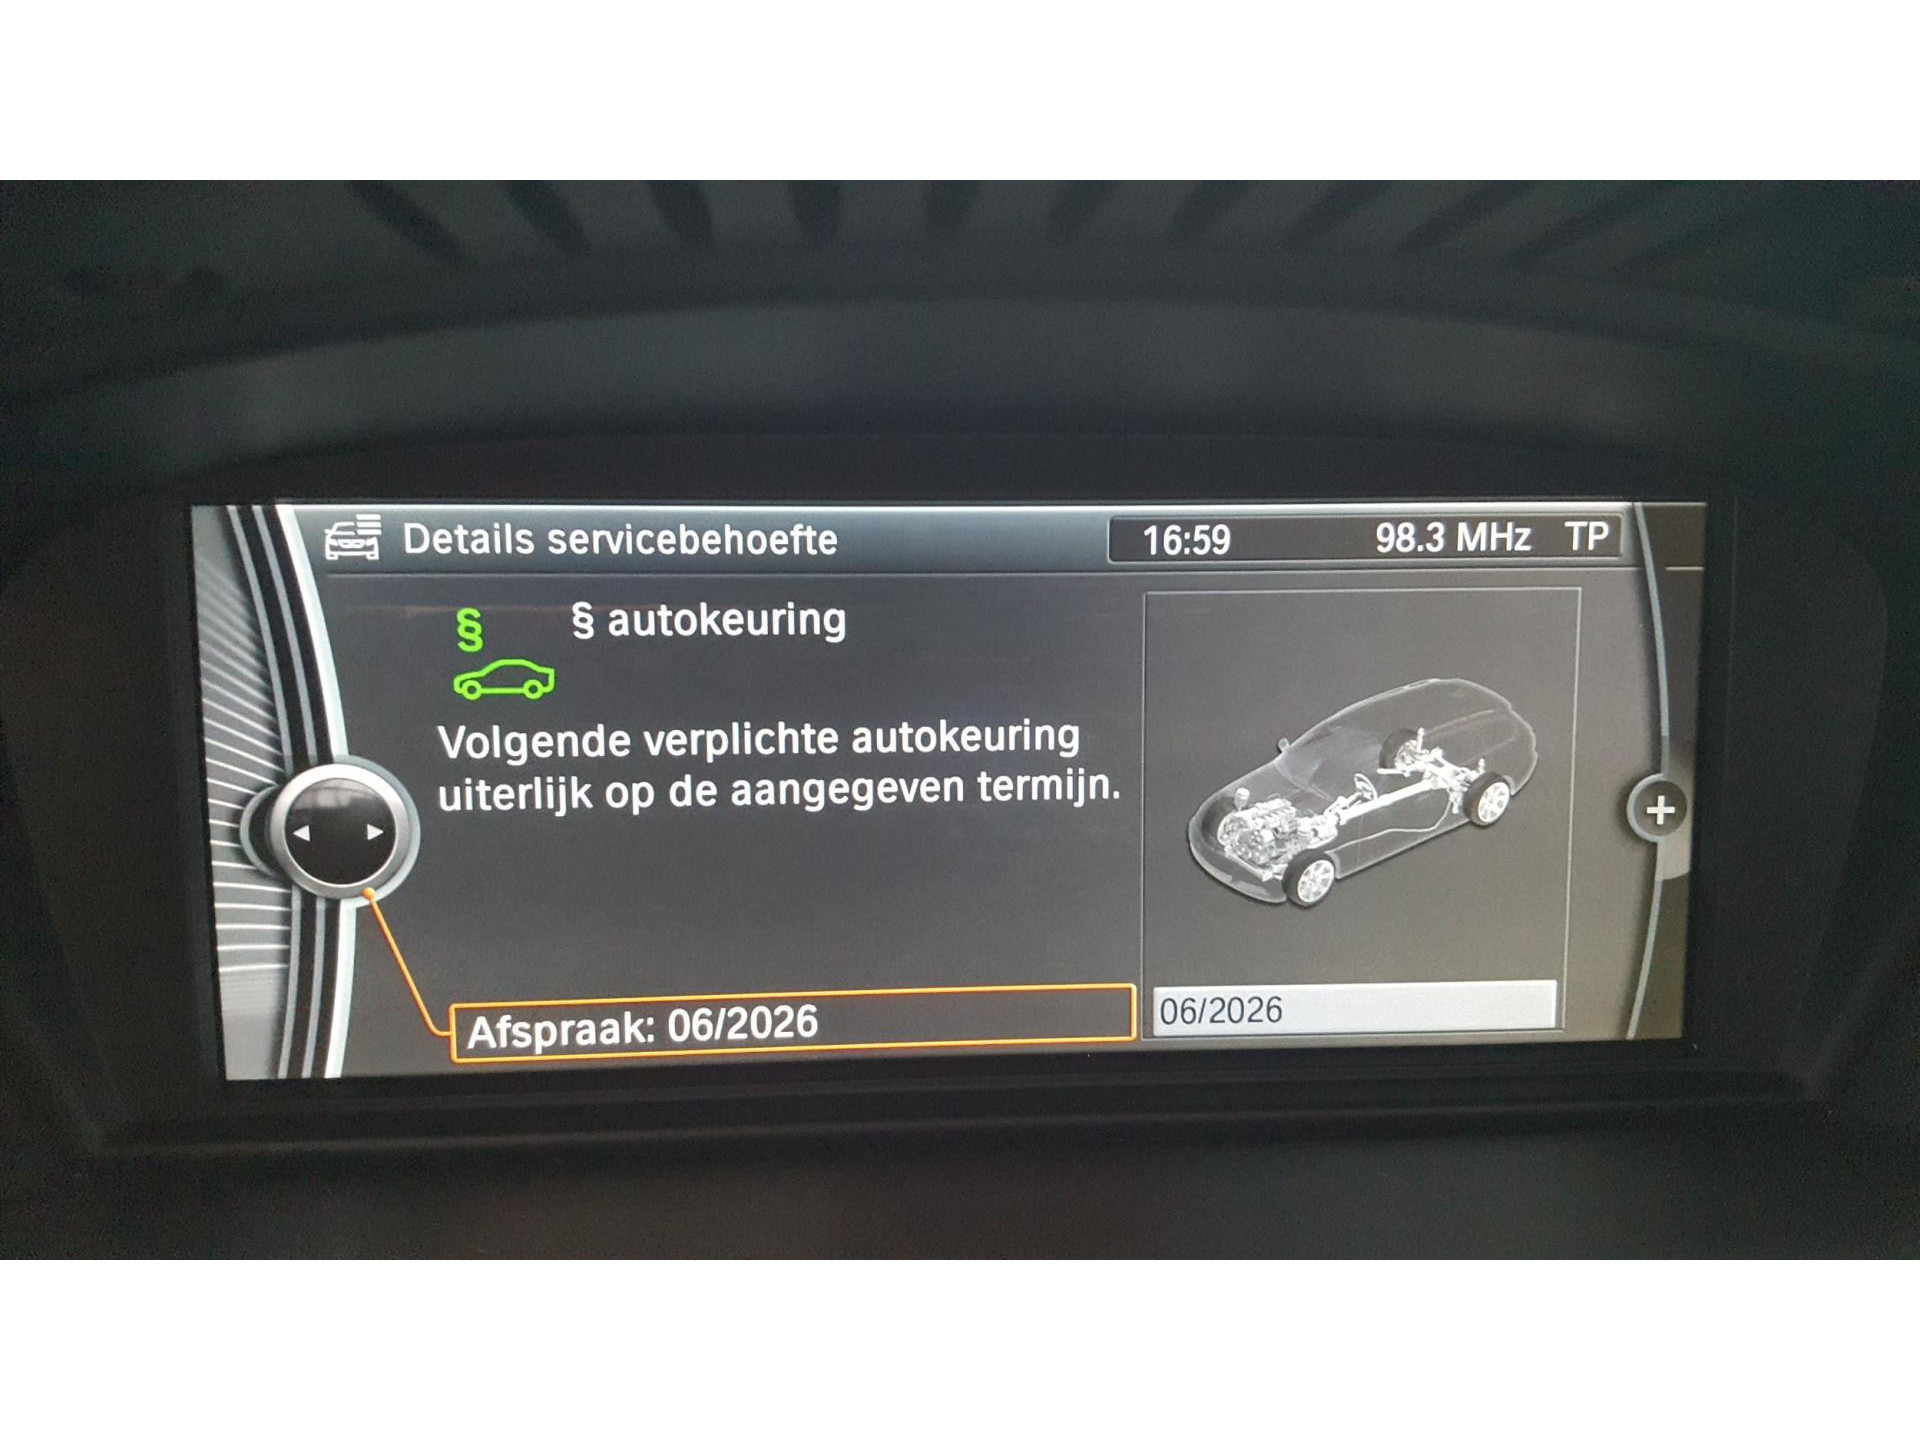 Details servicebehoefte
16:59 98.3 MHz TP
§ § autokeuring
Volgende verplichte autokeuring
uiterlijk op de aangegeven termijn.
Afspraak: 06/2026
06/2026